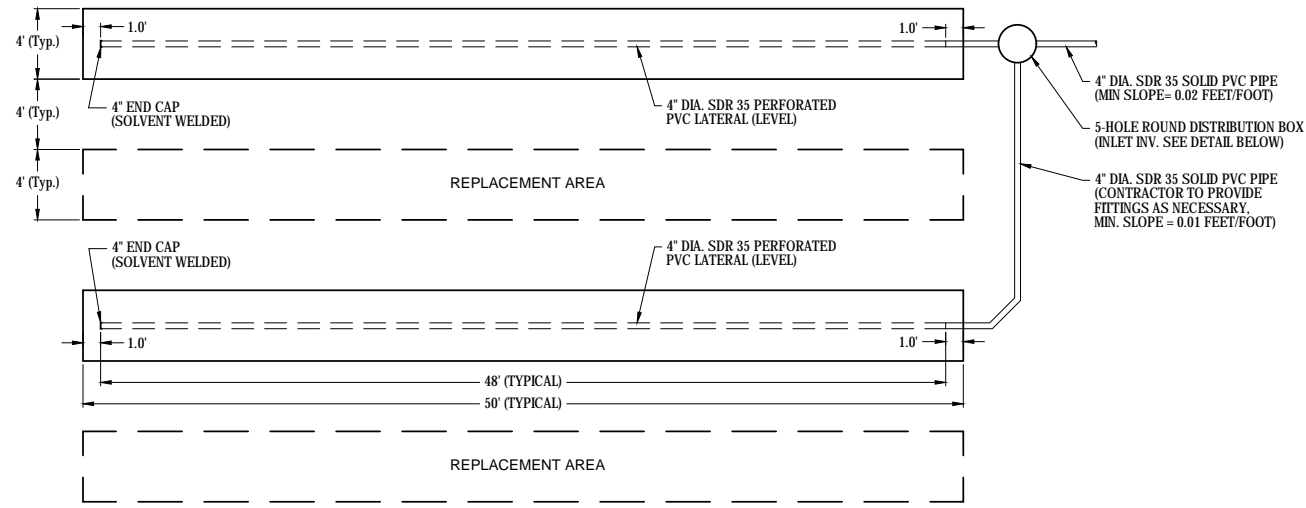 1.0'
1.0'
4' (Typ.)
4" DIA. SDR 35 SOLID PVC PIPE
(MIN SLOPE= 0.02 FEET/FOOT)
4" END CAP
(SOLVENT WELDED)
4" DIA. SDR 35 PERFORATED
PVC LATERAL (LEVEL)
4' (Typ.)
5-HOLE ROUND DISTRIBUTION BOX
(INLET INV. SEE DETAIL BELOW)
4' (Typ.)
REPLACEMENT AREA
4" DIA. SDR 35 SOLID PVC PIPE
(CONTRACTOR TO PROVIDE
FITTINGS AS NECESSARY,
MIN. SLOPE = 0.01 FEET/FOOT)
4" END CAP
(SOLVENT WELDED)
4" DIA. SDR 35 PERFORATED
PVC LATERAL (LEVEL)
1.0'
1.0'
48' (TYPICAL)
50' (TYPICAL)
REPLACEMENT AREA